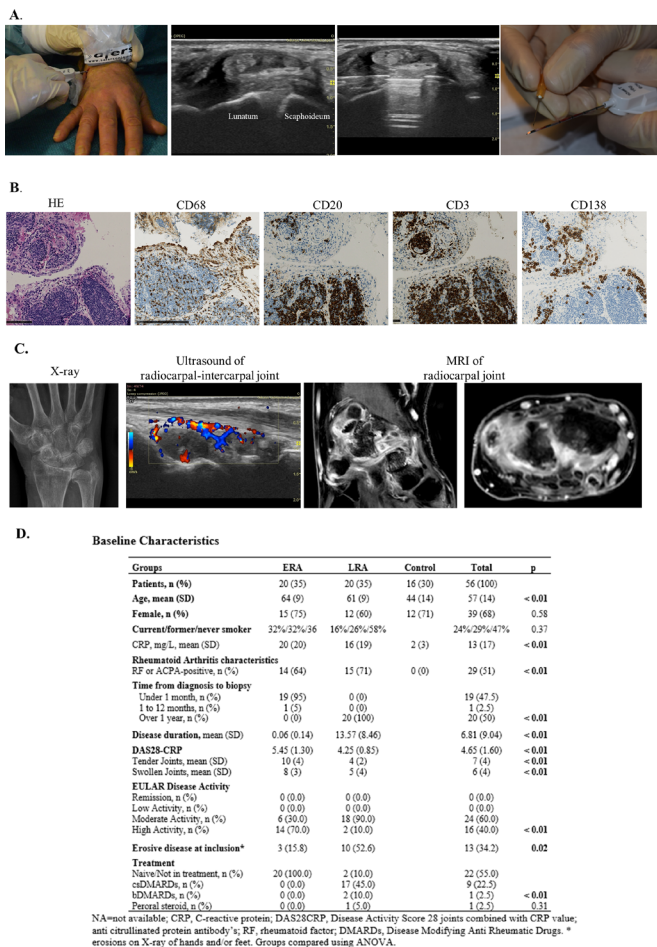 A.
Lunatum Scaphoideum
B.
HE CD68 CD20 CD3 CD138
C.
X-ray Ultrasound of radiocarpal-intercarpal joint MRI of radiocarpal joint
D.
Baseline Characteristics
Groups ERA LRA Control Total p
Patients, n (%) 20 (35) 20 (35) 16 (30) 56 (100)
Age, mean (SD) 64 (9) 61 (9) 44 (14) 57 (14) < 0.01
Female, n (%) 15 (75) 12 (60) 12 (71) 39 (68) 0.58
Current/former/never smoker 32%/32%/36 16%/26%/58% 24%/29%/47% 0.37
CRP, mg/L, mean (SD) 20 (20) 16 (19) 2 (3) 13 (17) < 0.01
Rheumatoid Arthritis characteristics
RF or ACPA-positive, n (%) 14 (64) 15 (71) 0 (0) 29 (51) < 0.01
Time from diagnosis to biopsy
Under 1 month, n (%) 19 (95) 0 (0) 19 (47.5)
1 to 12 months, n (%) 1 (5) 0 (0) 1 (2.5)
Over 1 year, n (%) 0 (0) 20 (100) 20 (50) < 0.01
Disease duration, mean (SD) 0.06 (0.14) 13.57 (8.46) 6.81 (9.04) < 0.01
DAS28-CRP 5.45 (1.30) 4.25 (0.85) 4.65 (1.60) < 0.01
Tender Joints, mean (SD) 10 (4) 4 (2) 7 (4) < 0.01
Swollen Joints, mean (SD) 8 (3) 5 (4) 6 (4) < 0.01
EULAR Disease Activity
Remission, n (%) 0 (0.0) 0 (0.0) 0 (0.0)
Low Activity, n (%) 0 (0.0) 0 (0.0) 0 (0.0)
Moderate Activity, n (%) 6 (30.0) 18 (90.0) 24 (60.0)
High Activity, n (%) 14 (70.0) 2 (10.0) 16 (40.0) < 0.01
Erosive disease at inclusion* 3 (15.8) 10 (52.6) 13 (34.2) 0.02
Treatment
Naive/Not in treatment, n (%) 20 (100.0) 2 (10.0) 22 (55.0)
csDMARDs, n (%) 0 (0.0) 17 (45.0) 9 (22.5)
bDMARDs, n (%) 0 (0.0) 2 (10.0) 1 (2.5) < 0.01
Peroral steroid, n (%) 0 (0.0) 1 (5.0) 1 (2.5) 0.31
NA=not available; CRP, C-reactive protein; DAS28CRP, Disease Activity Score 28 joints combined with CRP value;
anti citrullinated protein antibody's; RF, rheumatoid factor; DMARDs, Disease Modifying Anti Rheumatic Drugs. *
erosions on X-ray of hands and/or feet. Groups compared using ANOVA.